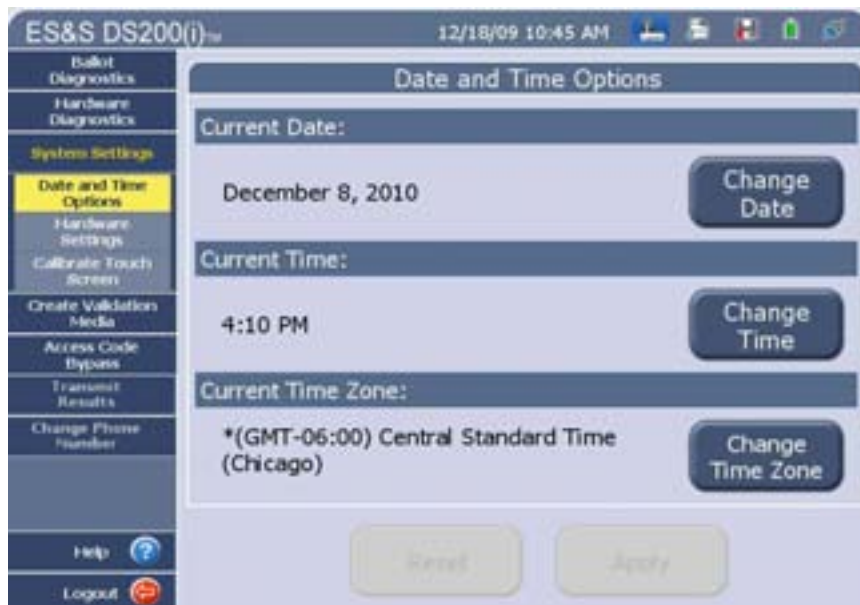 ES&S DS200(i)™
12/18/09 10:45 AM
Date and Time Options
Ballot
Diagnostics
Hardware
Diagnostics
System Settings
Date and Time
Options
Hardware
Settings
Calibrate Touch
Screen
Create Validation
Media
Access Code
Bypass
Transmit
Results
Change Phone
Number
Help
Logout
Current Date:
December 8, 2010
Change
Date
Current Time:
4:10 PM
Change
Time
Current Time Zone:
*(GMT-06:00) Central Standard Time
(Chicago)
Change
Time Zone
Reset
Apply